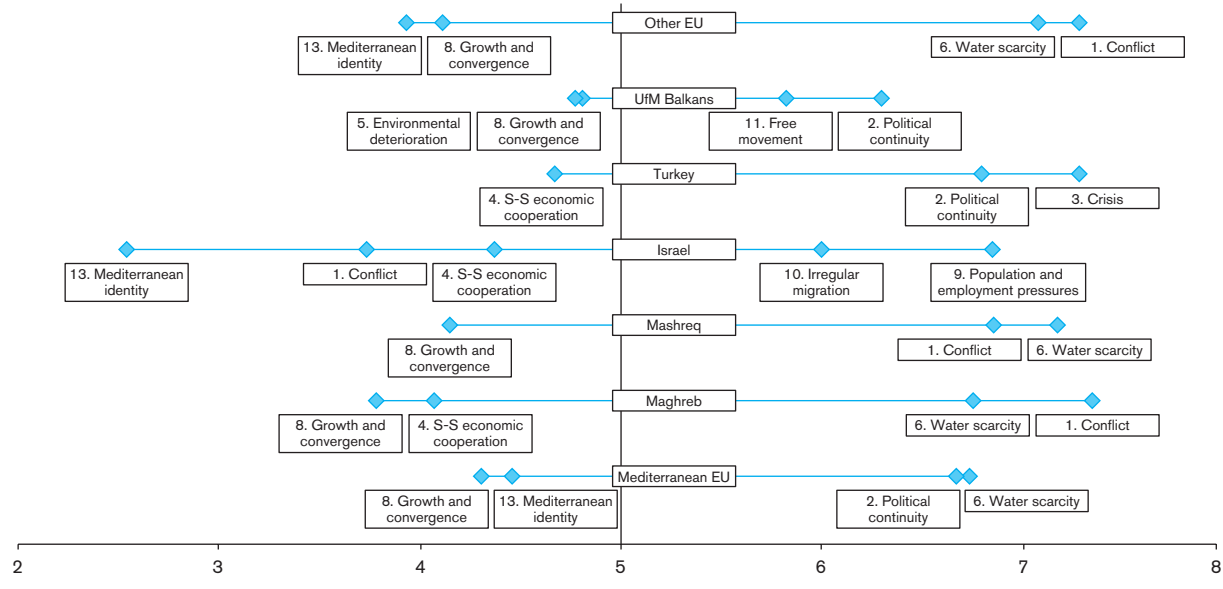 Other EU
13. Mediterranean
identity
8. Growth and
convergence
6. Water scarcity
1. Conflict
UfM Balkans
5. Environmental
deterioration
8. Growth and
convergence
11. Free
movement
2. Political
continuity
Turkey
4. S-S economic
cooperation
2. Political
continuity
3. Crisis
Israel
13. Mediterranean
identity
1. Conflict
4. S-S economic
cooperation
10. Irregular
migration
9. Population and
employment pressures
Mashreq
8. Growth and
convergence
1. Conflict
6. Water scarcity
Maghreb
8. Growth and
convergence
4. S-S economic
cooperation
6. Water scarcity
1. Conflict
Mediterranean EU
8. Growth and
convergence
13. Mediterranean
identity
2. Political
continuity
6. Water scarcity
2 3 4 5 6 7 8